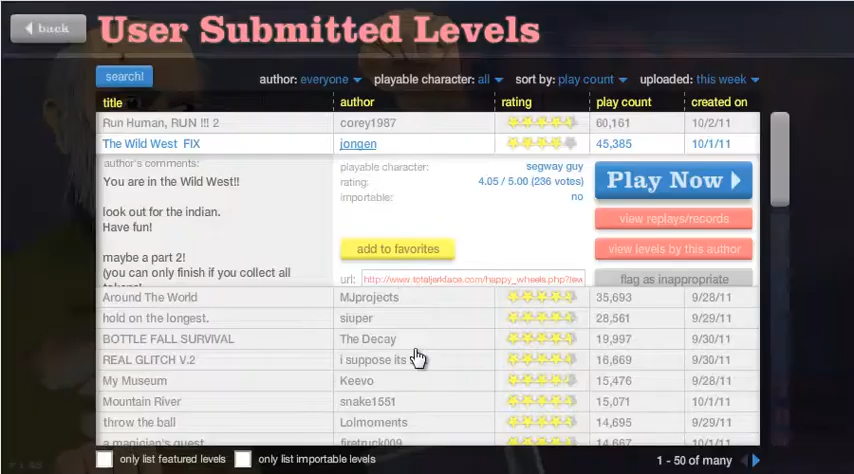 back
User Submitted Levels
search!
author: everyone playable character: all sort by: play count uploaded: this week
title author rating play count created on
Run Human, RUN !!! 2 corey1987 60,161 10/2/11
The Wild West FIX jongen 45,385 10/1/11
author's comments:
You are in the Wild West!!
look out for the indian.
Have fun!
maybe a part 2!
(you can only finish if you collect all
playable character: segway guy
rating: 4.05 / 5.00 (236 votes)
importable: no
add to favorites
url: http://www.totaljerkface.com/happy_wheels.php?lev
Play Now
view replays/records
view levels by this author
flag as inappropriate
Around The World MJprojects 35,693 9/28/11
hold on the longest. siuper 28,561 9/29/11
BOTTLE FALL SURVIVAL The Decay 19,997 9/30/11
REAL GLITCH V.2 i suppose its 16,669 9/30/11
My Museum Keevo 15,476 9/28/11
Mountain River snake1551 15,071 10/1/11
throw the ball Lolmoments 14,695 9/29/11
a magician's quest firetruck009 14,667 10/1/11
only list featured levels only list importable levels 1 - 50 of many